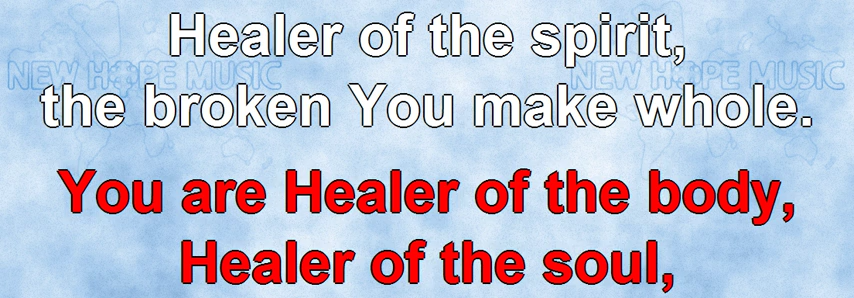 Healer of the spirit,
NEW HOPE MUSIC NEW HOPE MUSIC
the broken You make whole.
You are Healer of the body,
Healer of the soul,